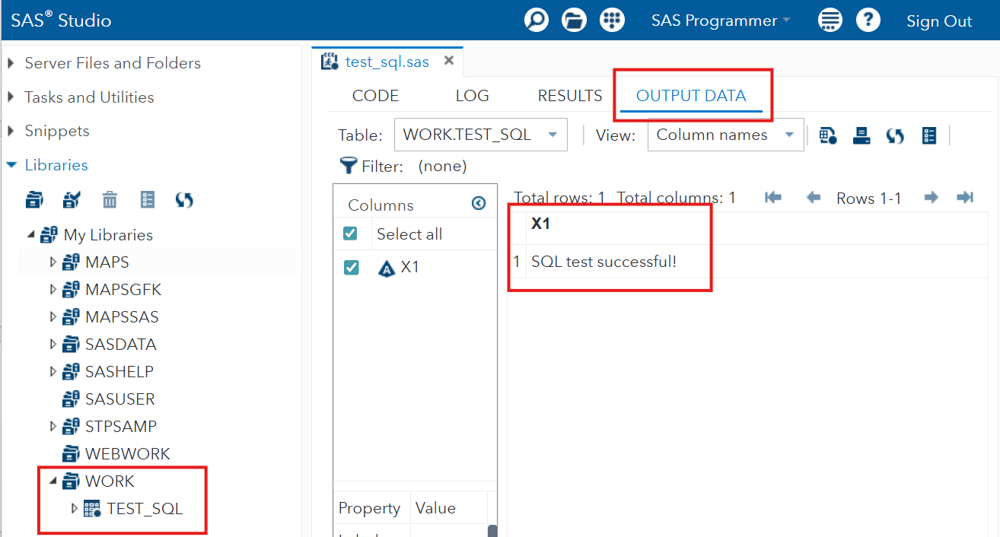 SAS® Studio
SAS Programmer
Sign Out
Server Files and Folders
Tasks and Utilities
Snippets
Libraries
My Libraries
MAPS
MAPSGFK
MAPSSAS
SASDATA
SASHELP
SASUSER
STPSAMP
WEBWORK
WORK
TEST_SQL
test_sql.sas
CODE LOG RESULTS OUTPUT DATA
Table: WORK.TEST_SQL View: Column names
Filter: (none)
Columns
Select all
X1
Total rows: 1 Total columns: 1 Rows 1-1
X1
1 SQL test successful!
Property Value